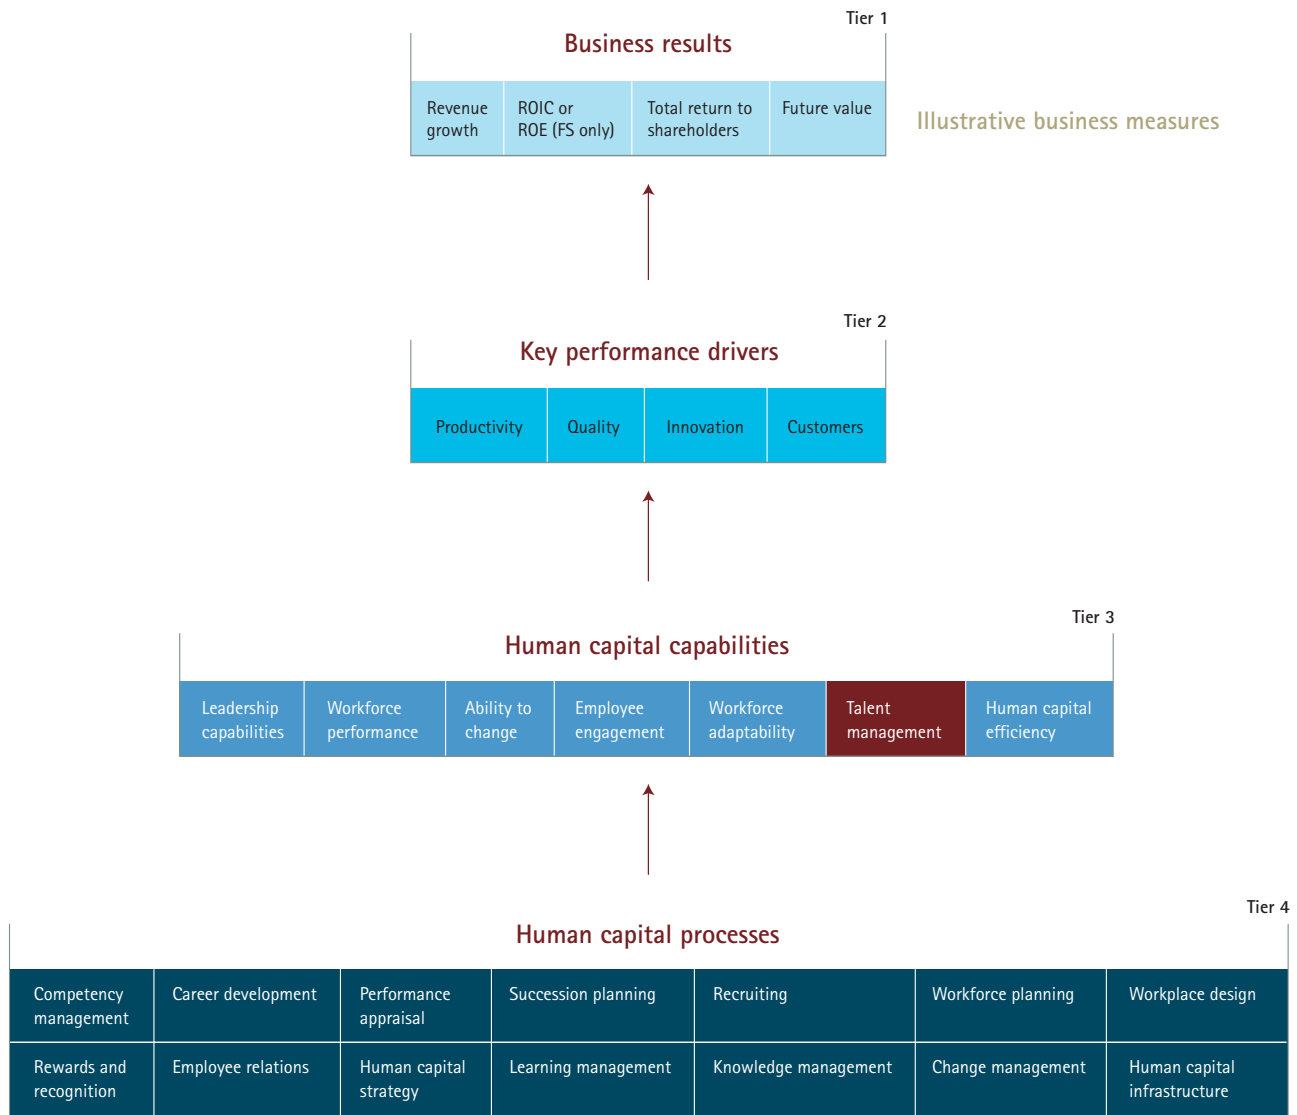 Tier 1
Business results
Revenue growth
ROIC or ROE (FS only)
Total return to shareholders
Future value
Illustrative business measures
Tier 2
Key performance drivers
Productivity
Quality
Innovation
Customers
Tier 3
Human capital capabilities
Leadership capabilities
Workforce performance
Ability to change
Employee engagement
Workforce adaptability
Talent management
Human capital efficiency
Tier 4
Human capital processes
Competency management
Career development
Performance appraisal
Succession planning
Recruiting
Workforce planning
Workplace design
Rewards and recognition
Employee relations
Human capital strategy
Learning management
Knowledge management
Change management
Human capital infrastructure